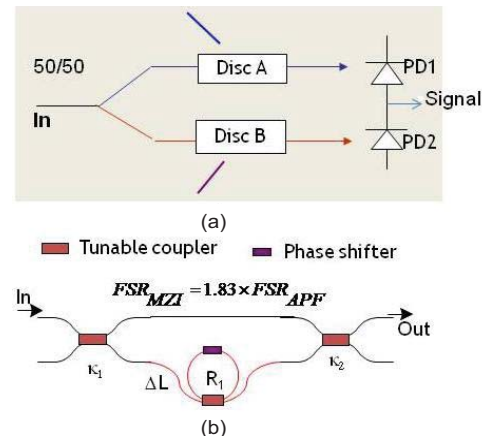 50/50
In
Disc A
Disc B
PD1
Signal
PD2
(a)
Tunable coupler
Phase shifter
In
FSR_MZI = 1.83 × FSR_APF
Out
κ₁
ΔL
R₁
κ₂
(b)